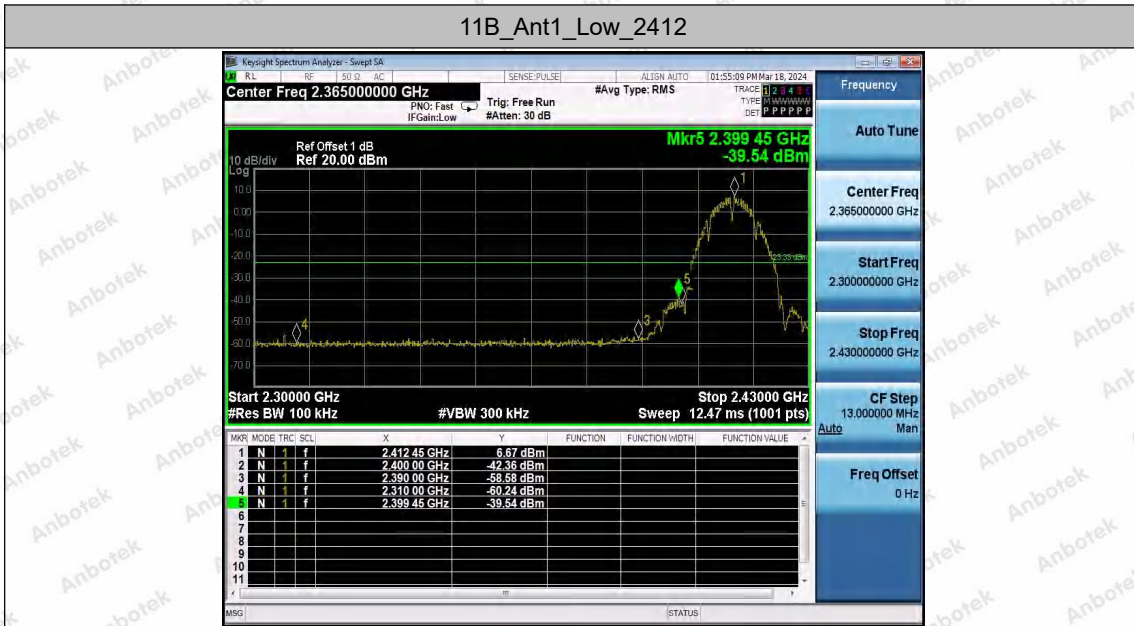 11B_Ant1_Low_2412
Keysight Spectrum Analyzer - Swept SA
RL RF 50 Ω AC SENSE:PULSE ALIGN AUTO 01:55:09 PM Mar 18, 2024
Center Freq 2.365000000 GHz
#Avg Type: RMS
TRACE 1 2 3 4 5 6
PNO: Fast Trig: Free Run
TYPE M WWWWW
IFGain:Low #Atten: 30 dB
DET P P P P P P
Mkr5 2.399 45 GHz
-39.54 dBm
Ref Offset 1 dB
10 dB/div Ref 20.00 dBm
Log
10.0
0.00
-10.0
-20.0
-30.0
-40.0
-50.0
-60.0
-70.0
1
-23.33 dBm
5
3
4
Start 2.30000 GHz Stop 2.43000 GHz
#Res BW 100 kHz #VBW 300 kHz Sweep 12.47 ms (1001 pts)
MKR MODE TRC SCL X Y FUNCTION FUNCTION WIDTH FUNCTION VALUE
1 N 1 f 2.412 45 GHz 6.67 dBm
2 N 1 f 2.400 00 GHz -42.36 dBm
3 N 1 f 2.390 00 GHz -58.58 dBm
4 N 1 f 2.310 00 GHz -60.24 dBm
5 N 1 f 2.399 45 GHz -39.54 dBm
6
7
8
9
10
11
MSG STATUS
Frequency
Auto Tune
Center Freq
2.365000000 GHz
Start Freq
2.300000000 GHz
Stop Freq
2.430000000 GHz
CF Step
13.000000 MHz
Auto Man
Freq Offset
0 Hz
Anbotek